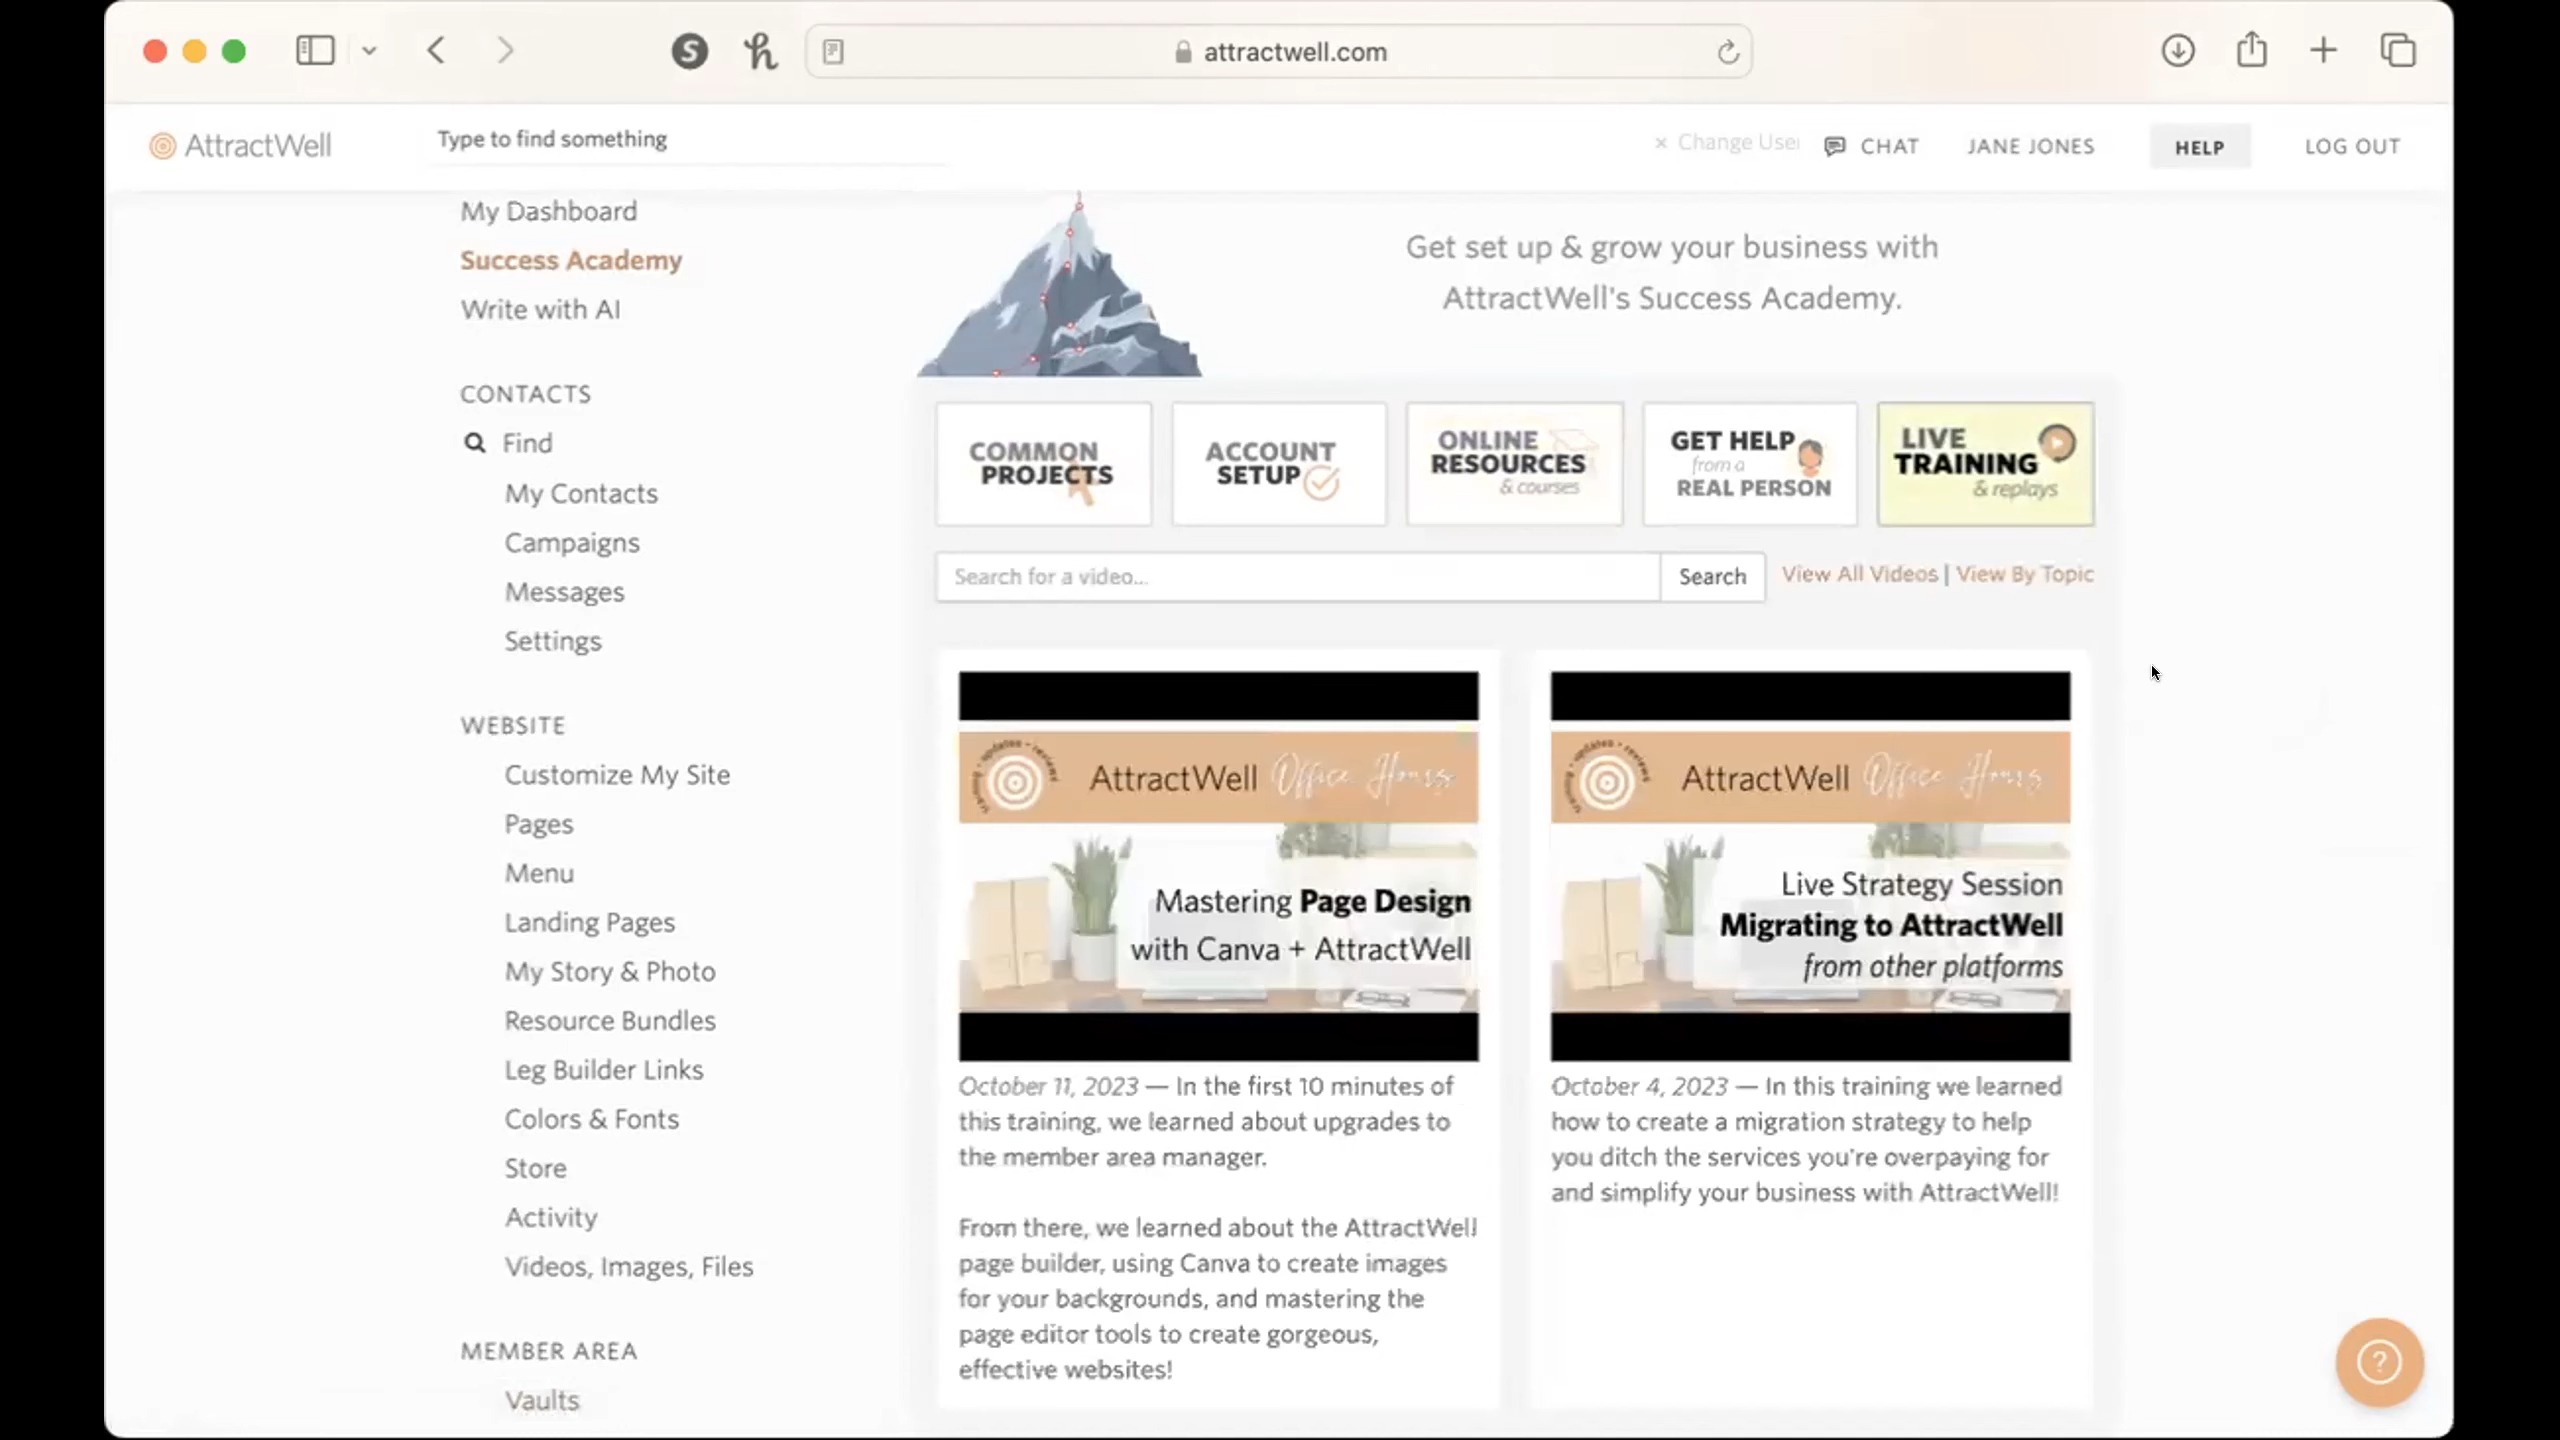 attractwell.com
AttractWell
Type to find something
× Change User
CHAT
JANE JONES
HELP
LOG OUT
My Dashboard
Success Academy
Write with AI
CONTACTS
Find
My Contacts
Campaigns
Messages
Settings
WEBSITE
Customize My Site
Pages
Menu
Landing Pages
My Story & Photo
Resource Bundles
Leg Builder Links
Colors & Fonts
Store
Activity
Videos, Images, Files
MEMBER AREA
Vaults
Get set up & grow your business with
AttractWell's Success Academy.
COMMON
PROJECTS
ACCOUNT
SETUP
ONLINE
RESOURCES
& courses
GET HELP
from a
REAL PERSON
LIVE
TRAINING
& replays
Search for a video...
Search
View All Videos | View By Topic
training • updates • reviews
AttractWell Office Hours
Mastering Page Design
with Canva + AttractWell
October 11, 2023 — In the first 10 minutes of
this training, we learned about upgrades to
the member area manager.
From there, we learned about the AttractWell
page builder, using Canva to create images
for your backgrounds, and mastering the
page editor tools to create gorgeous,
effective websites!
training • updates • reviews
AttractWell Office Hours
Live Strategy Session
Migrating to AttractWell
from other platforms
October 4, 2023 — In this training we learned
how to create a migration strategy to help
you ditch the services you're overpaying for
and simplify your business with AttractWell!